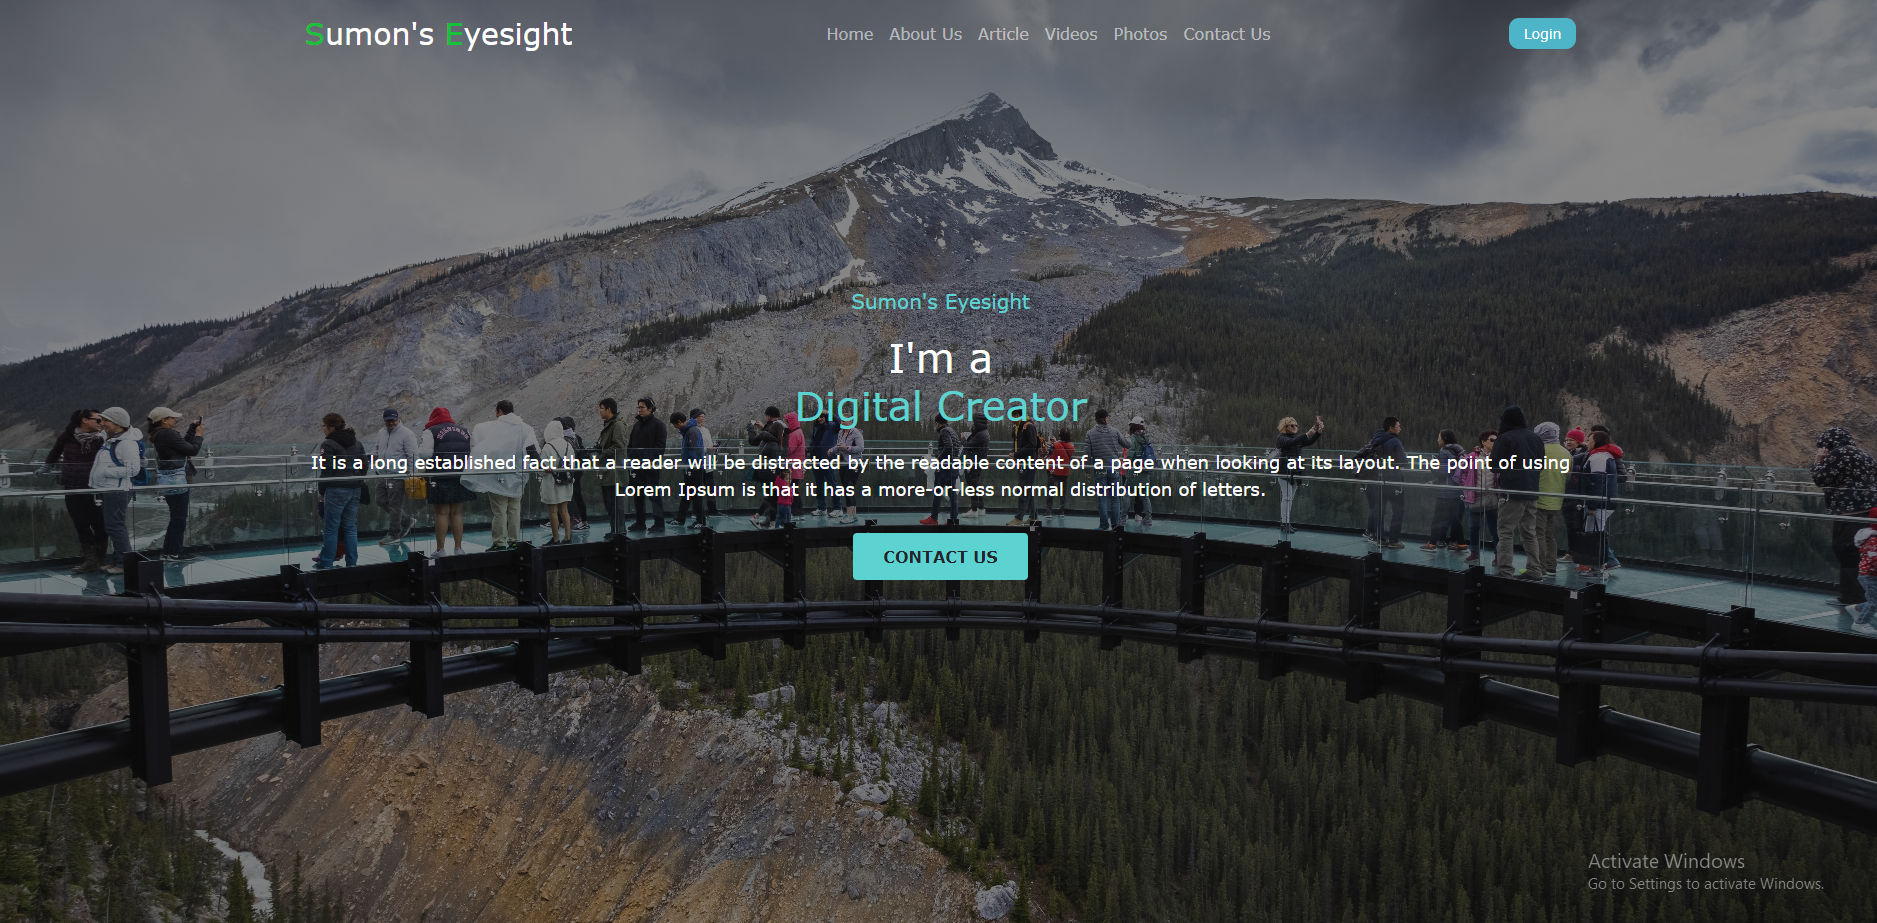 Sumon's Eyesight
Home About Us Article Videos Photos Contact Us
Login
Sumon's Eyesight
I'm a
Digital Creator
It is a long established fact that a reader will be distracted by the readable content of a page when looking at its layout. The point of using
Lorem Ipsum is that it has a more-or-less normal distribution of letters.
CONTACT US
Activate Windows
Go to Settings to activate Windows.